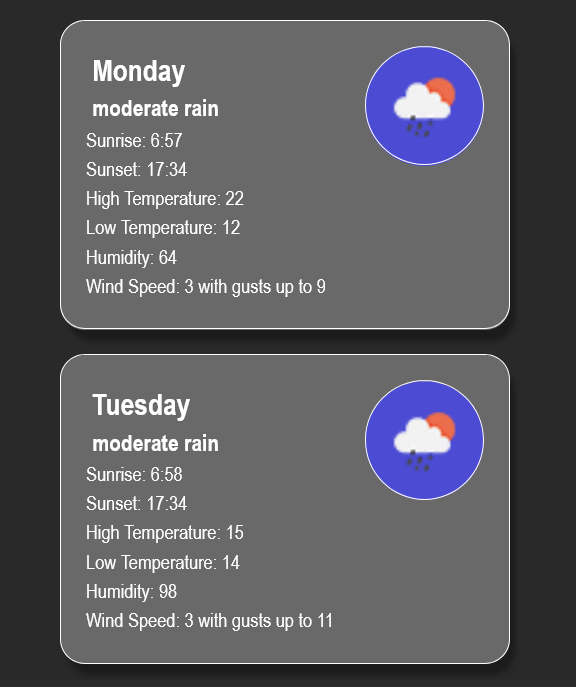 Monday
moderate rain
Sunrise: 6:57
Sunset: 17:34
High Temperature: 22
Low Temperature: 12
Humidity: 64
Wind Speed: 3 with gusts up to 9
Tuesday
moderate rain
Sunrise: 6:58
Sunset: 17:34
High Temperature: 15
Low Temperature: 14
Humidity: 98
Wind Speed: 3 with gusts up to 11